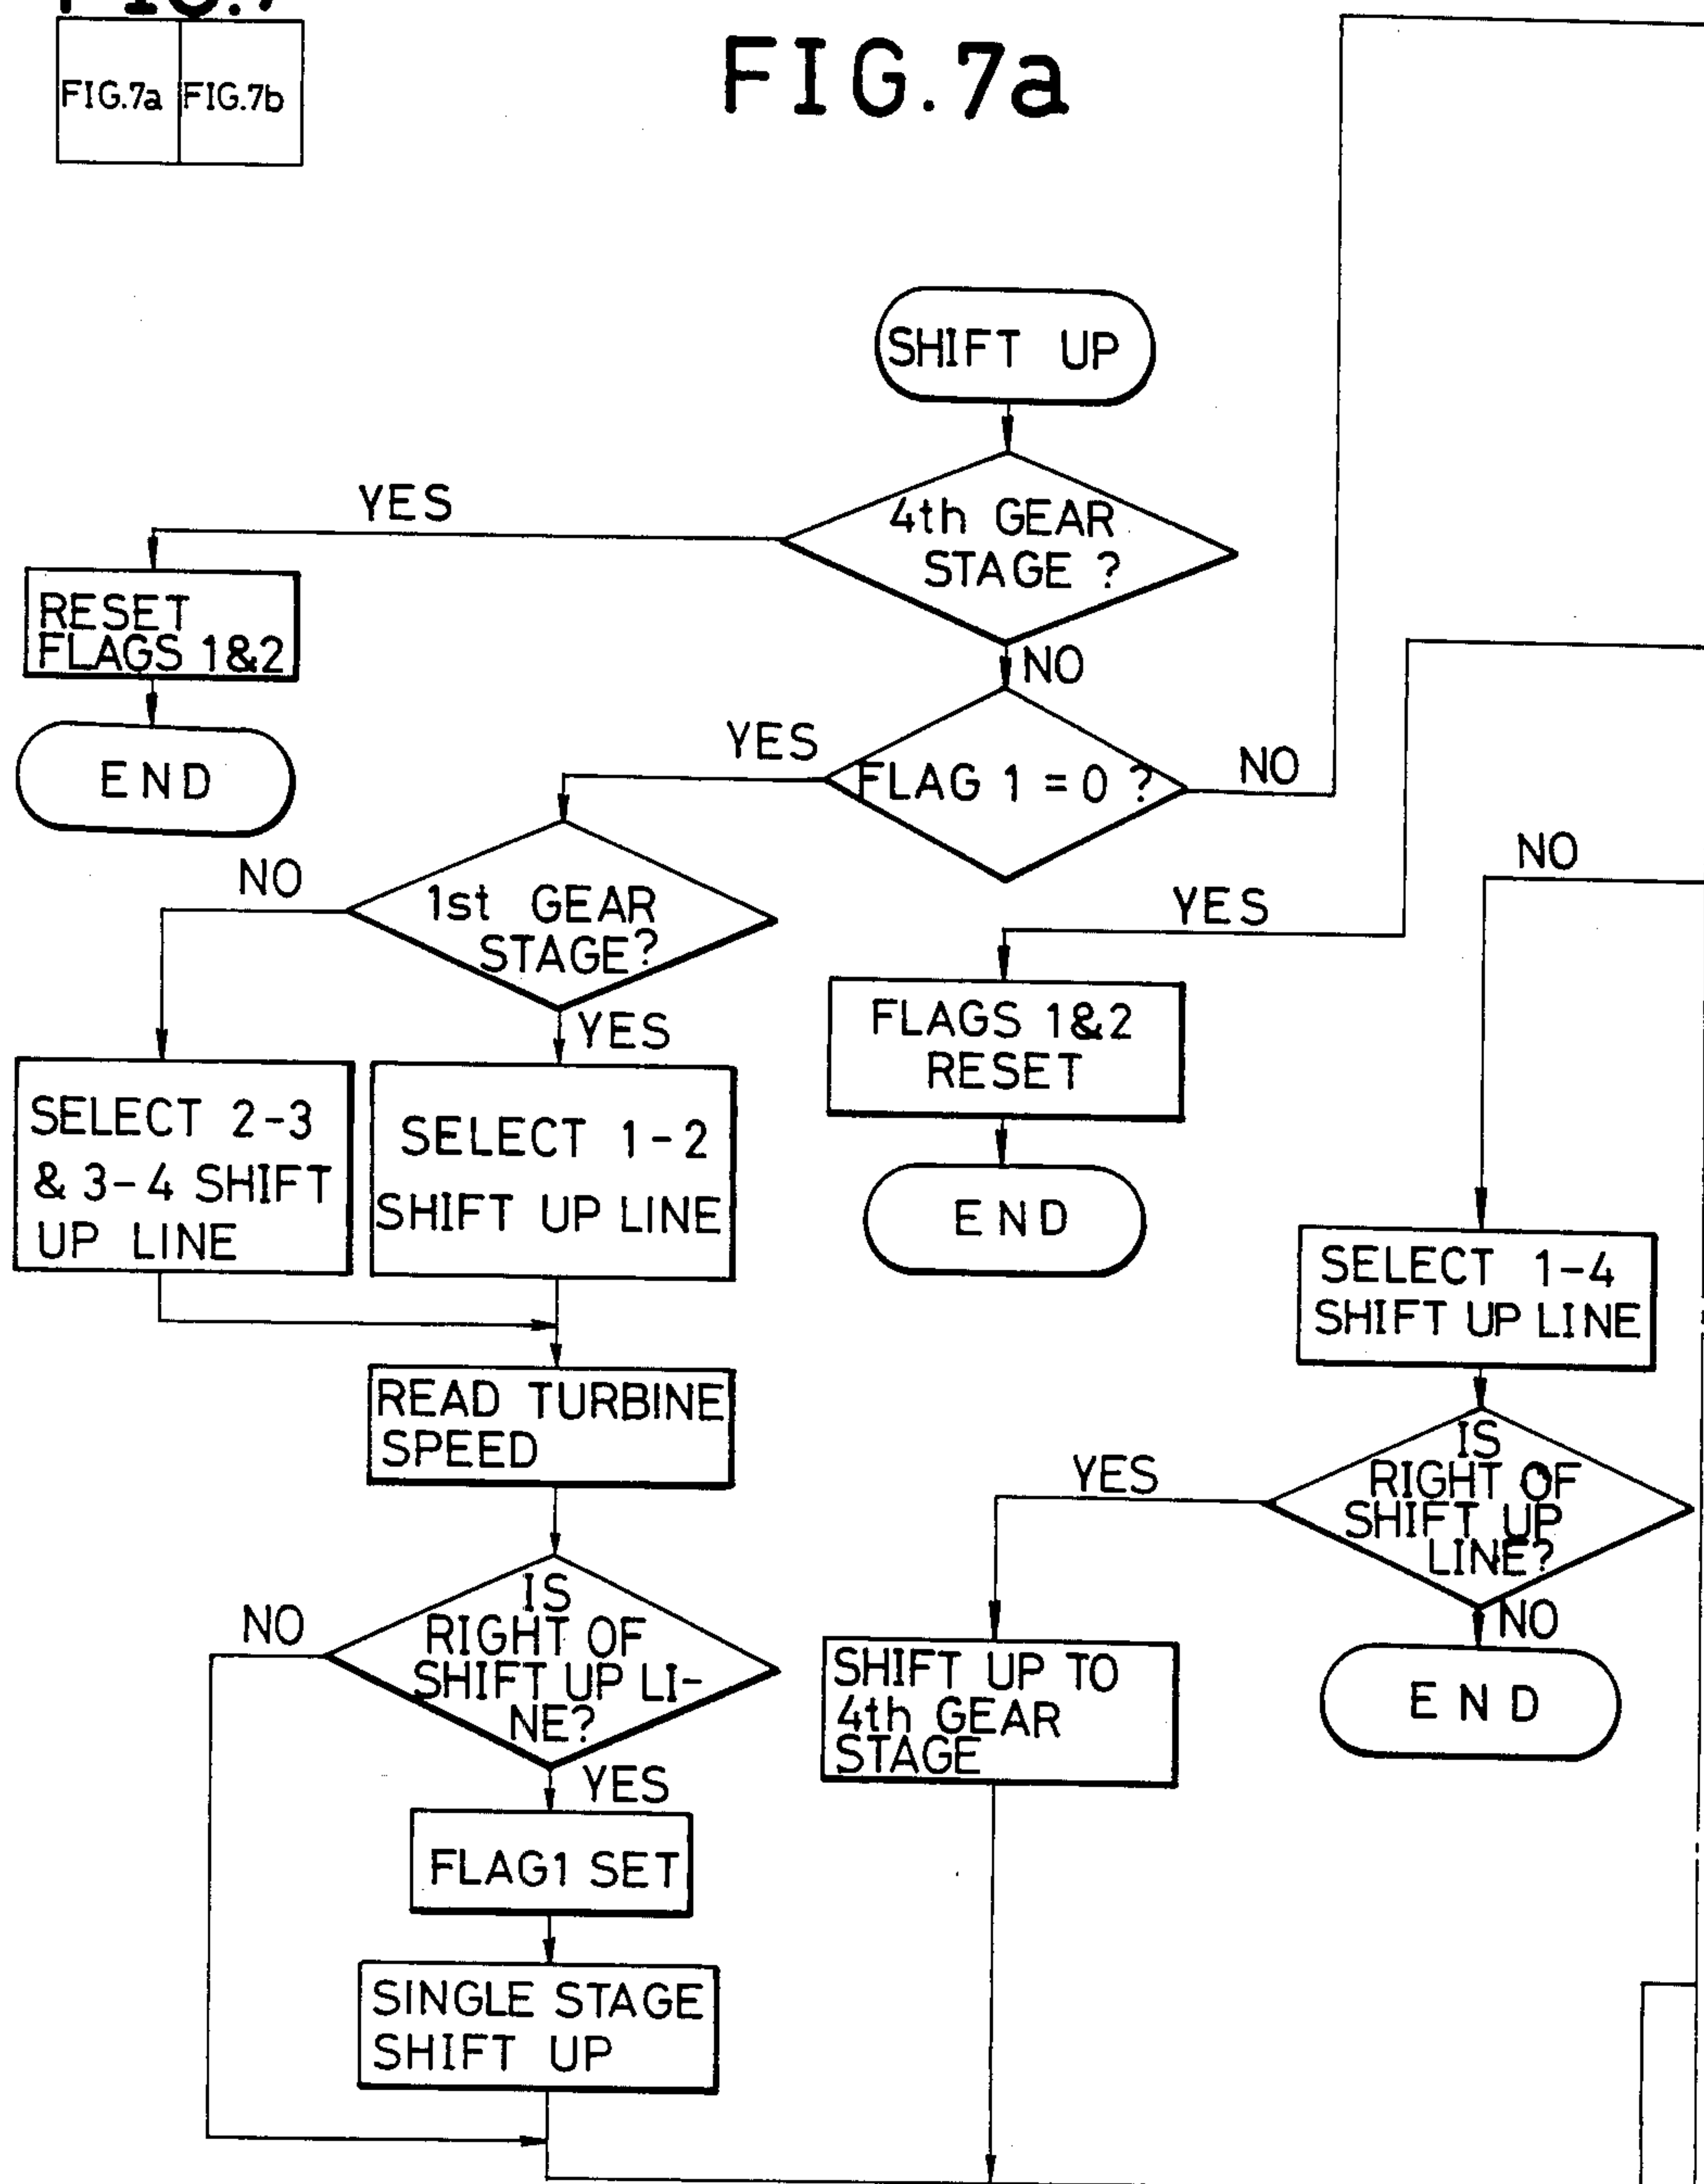 FIG.7
FIG.7a
FIG.7b
FIG.7a
SHIFT UP
4th GEAR
STAGE ?
YES
NO
RESET
FLAGS 1&2
END
FLAG 1 = 0 ?
YES
NO
1st GEAR
STAGE?
NO
YES
SELECT 2-3
& 3-4 SHIFT
UP LINE
SELECT 1-2
SHIFT UP LINE
READ TURBINE
SPEED
IS
RIGHT OF
SHIFT UP LI-
NE?
NO
YES
FLAG1 SET
SINGLE STAGE
SHIFT UP
YES
FLAGS 1&2
RESET
END
NO
SELECT 1-4
SHIFT UP LINE
IS
RIGHT OF
SHIFT UP
LINE?
YES
NO
END
SHIFT UP TO
4th GEAR
STAGE